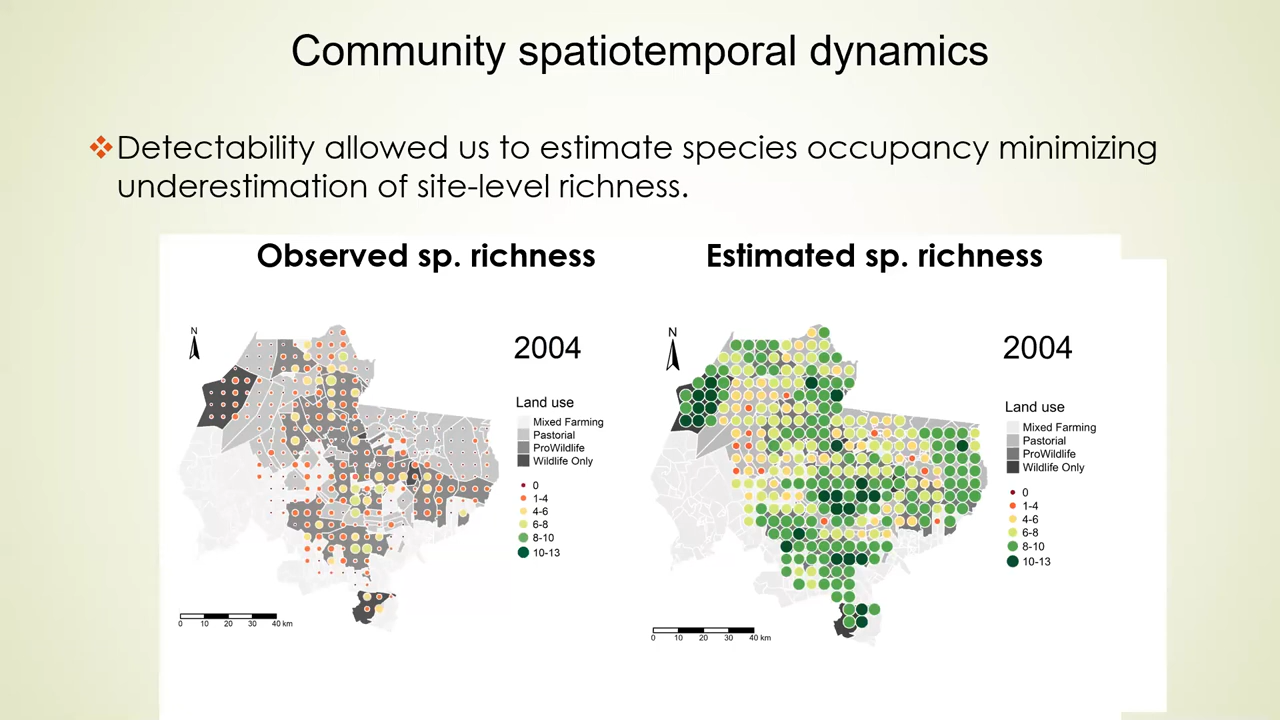 Community spatiotemporal dynamics
Detectability allowed us to estimate species occupancy minimizing
underestimation of site-level richness.
Observed sp. richness
Estimated sp. richness
N
2004
Land use
Mixed Farming
Pastorial
ProWildlife
Wildlife Only
0
1-4
4-6
6-8
8-10
10-13
0 10 20 30 40 km
N
2004
Land use
Mixed Farming
Pastorial
ProWildlife
Wildlife Only
0
1-4
4-6
6-8
8-10
10-13
0 10 20 30 40 km